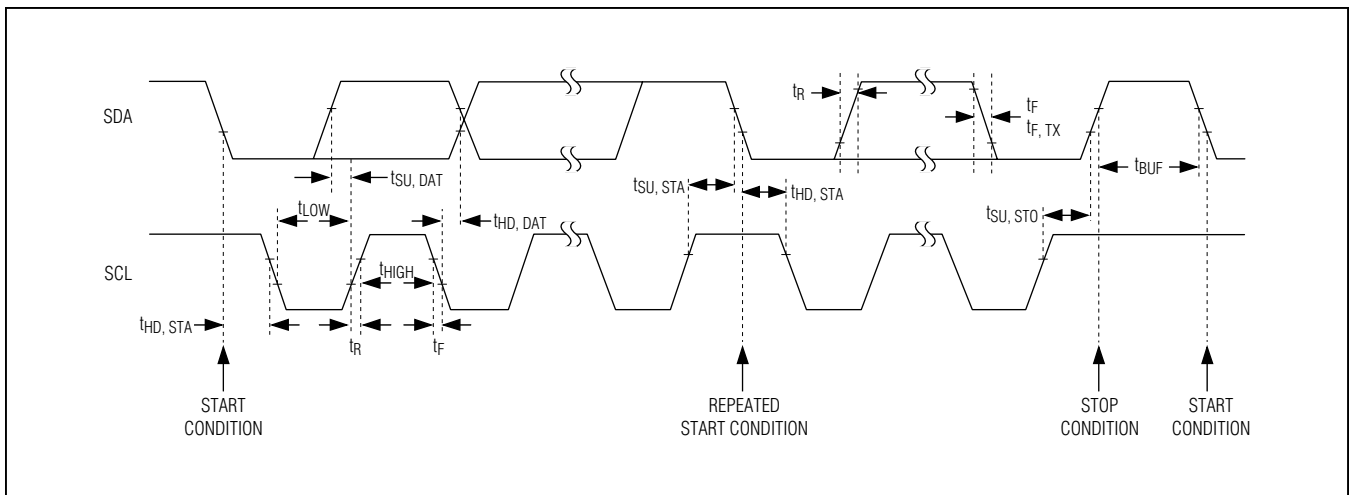 SDA
tR
tF
tF, TX
tSU, DAT
tSU, STA
tHD, STA
tBUF
tLOW
tHD, DAT
tSU, STO
SCL
tHIGH
tHD, STA
tR
tF
START
CONDITION
REPEATED
START CONDITION
STOP
CONDITION
START
CONDITION